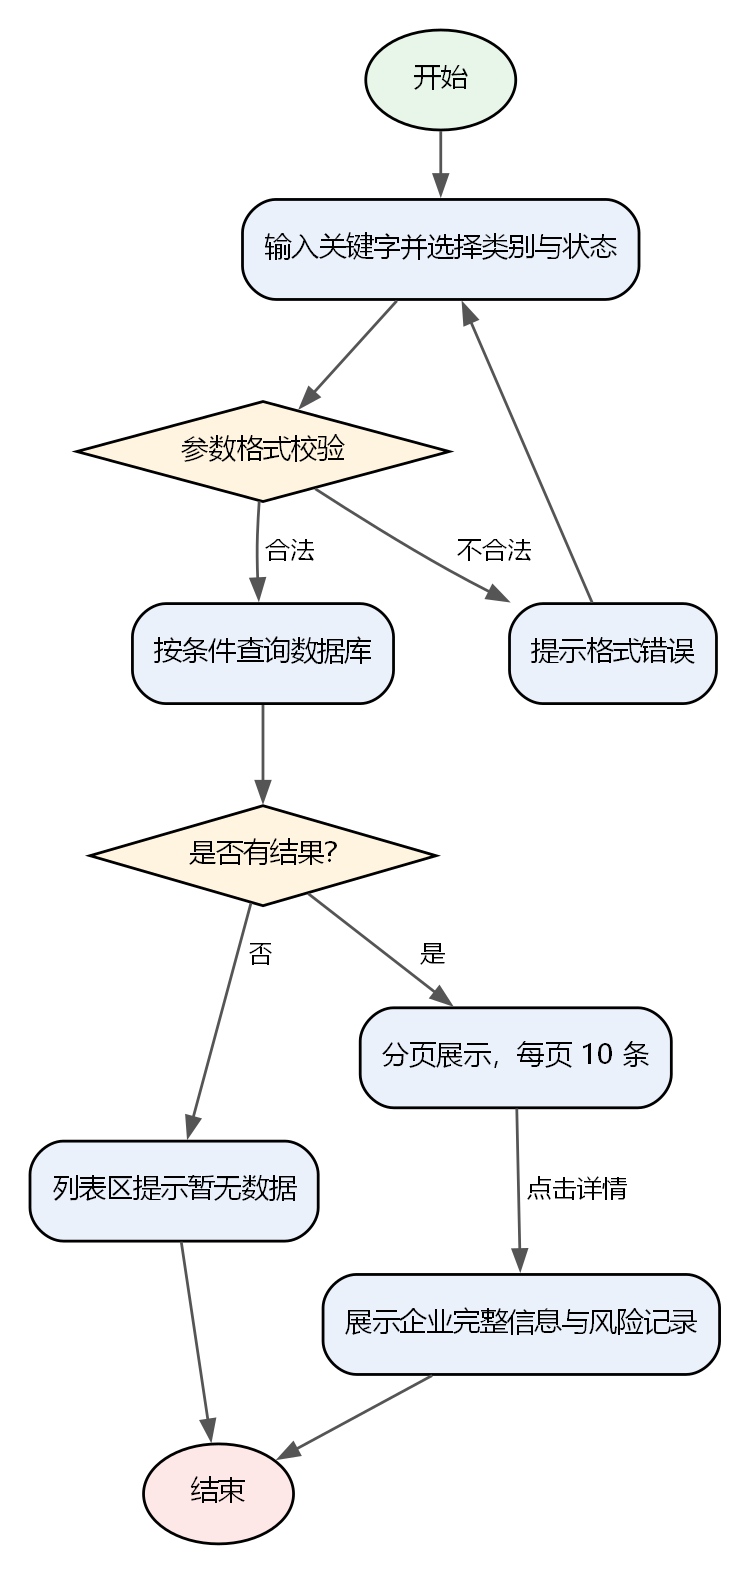 开始
输入关键字并选择类别与状态
参数格式校验
合法
不合法
按条件查询数据库
提示格式错误
是否有结果?
否
是
分页展示，每页 10 条
列表区提示暂无数据
点击详情
展示企业完整信息与风险记录
结束